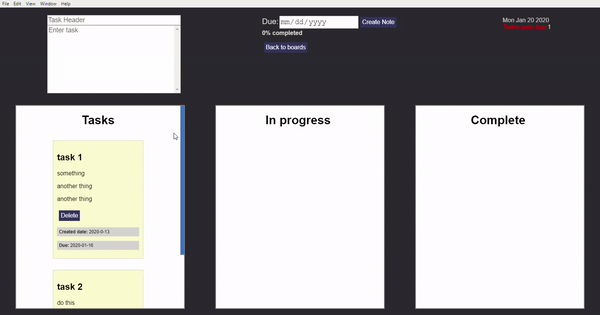 File Edit View Window Help
Task Header
Enter task
Due: mm/dd/yyyy Create Note
0% completed
Back to boards
Mon Jan 20 2020
1
Tasks
task 1
something
another thing
another thing
Delete
Created date: 2020-0-13
Due: 2020-01-16
task 2
do this
In progress
Complete